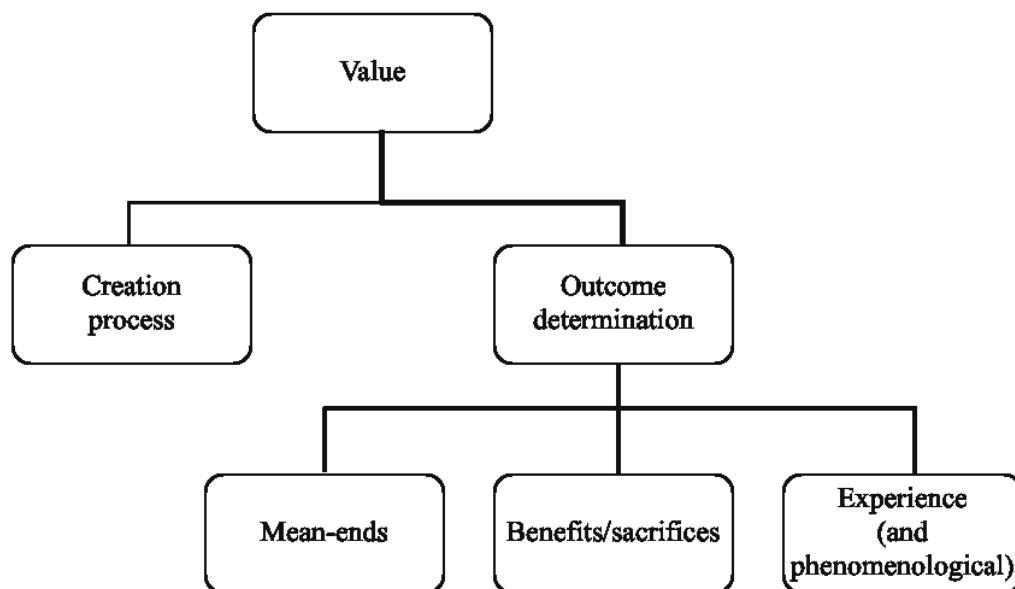 Value
Creation
process
Outcome
determination
Mean-ends
Benefits/sacrifices
Experience
(and
phenomenological)